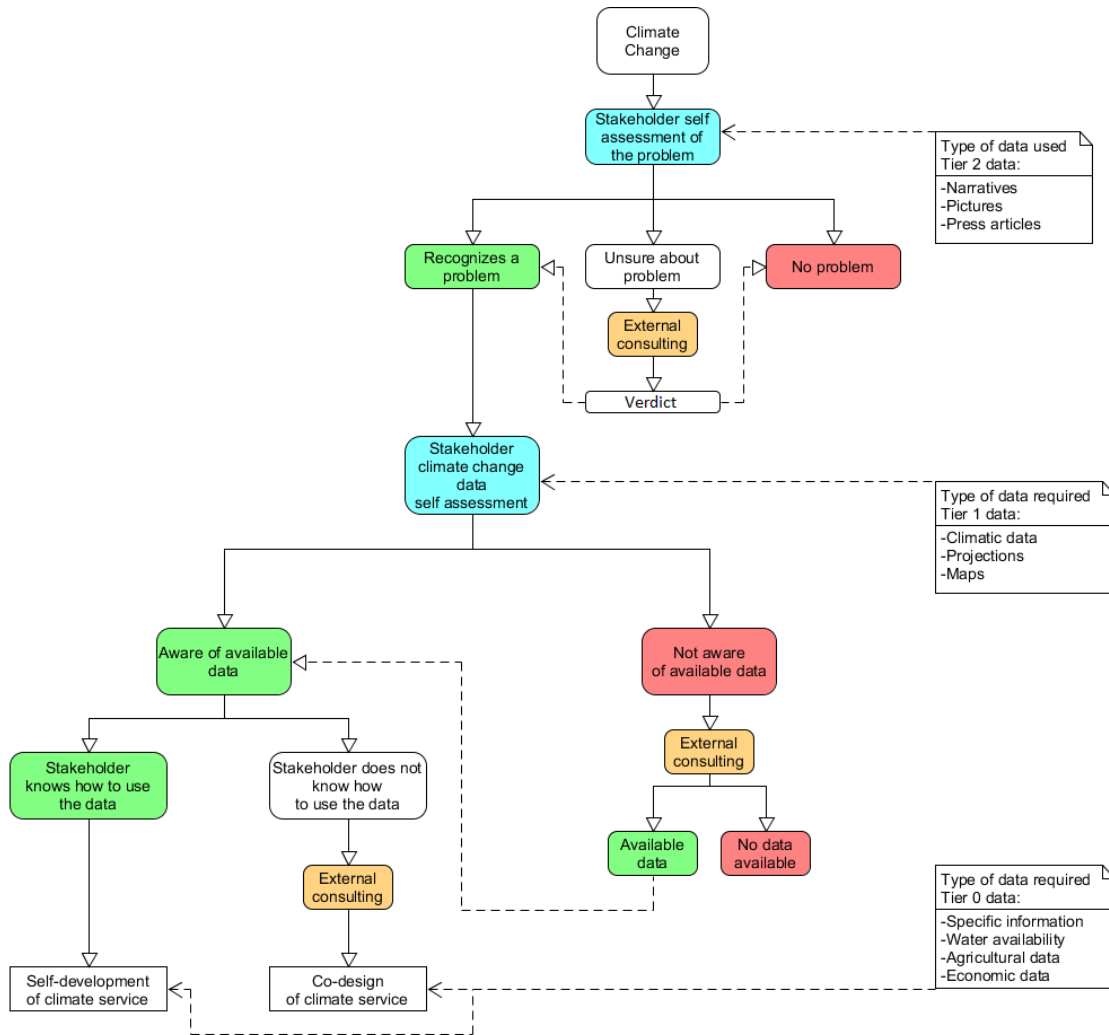 Climate
Change
Stakeholder self
assessment of
the problem
Type of data used
Tier 2 data:
-Narratives
-Pictures
-Press articles
Recognizes a
problem
Unsure about
problem
No problem
External
consulting
Verdict
Stakeholder
climate change
data
self assessment
Type of data required
Tier 1 data:
-Climatic data
-Projections
-Maps
Aware of available
data
Not aware
of available data
Stakeholder
knows how to use
the data
Stakeholder does not
know how
to use the data
External
consulting
Available
data
No data
available
External
consulting
Type of data required
Tier 0 data:
-Specific information
-Water availability
-Agricultural data
-Economic data
Self-development
of climate service
Co-design
of climate service